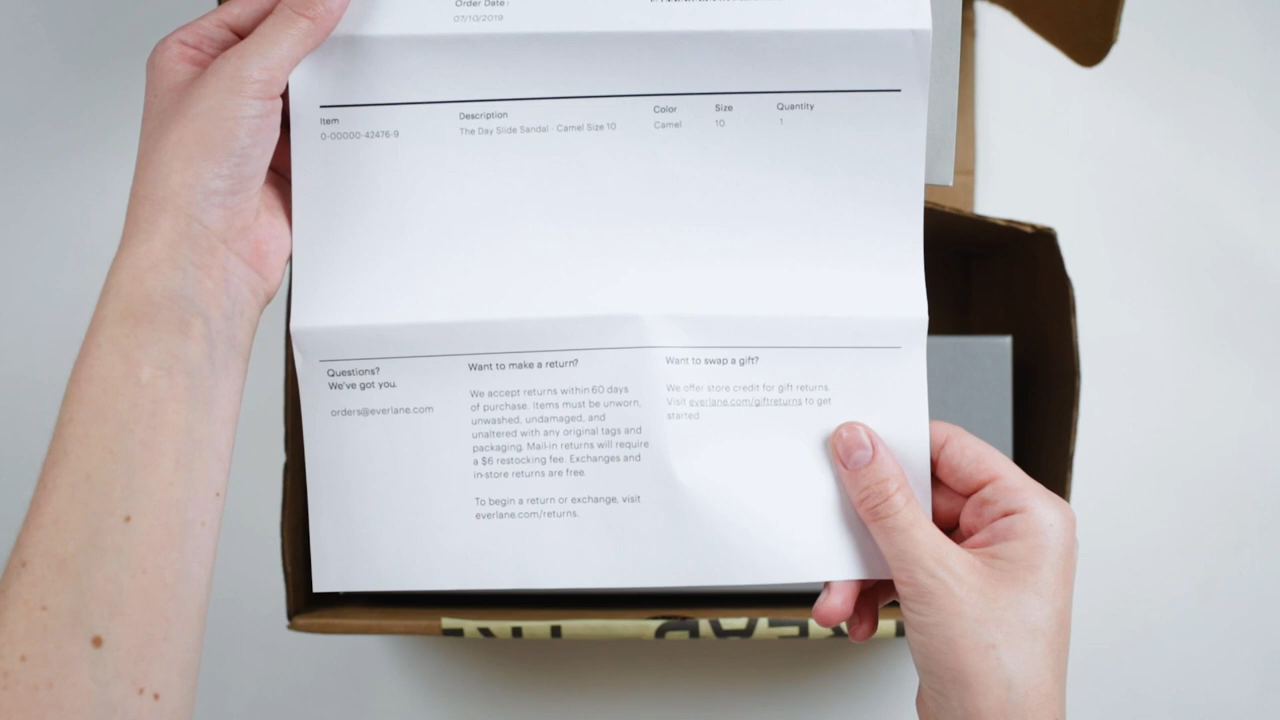 Order Date :
07/10/2019
Item Description Color Size Quantity
0-00000-42476-9 The Day Slide Sandal - Camel Size 10 Camel 10 1
Questions?
We've got you.
orders@everlane.com
Want to make a return?
We accept returns within 60 days
of purchase. Items must be unworn,
unwashed, undamaged, and
unaltered with any original tags and
packaging. Mail-in returns will require
a $6 restocking fee. Exchanges and
in-store returns are free.
To begin a return or exchange, visit
everlane.com/returns.
Want to swap a gift?
We offer store credit for gift returns.
Visit everlane.com/giftreturns to get
started